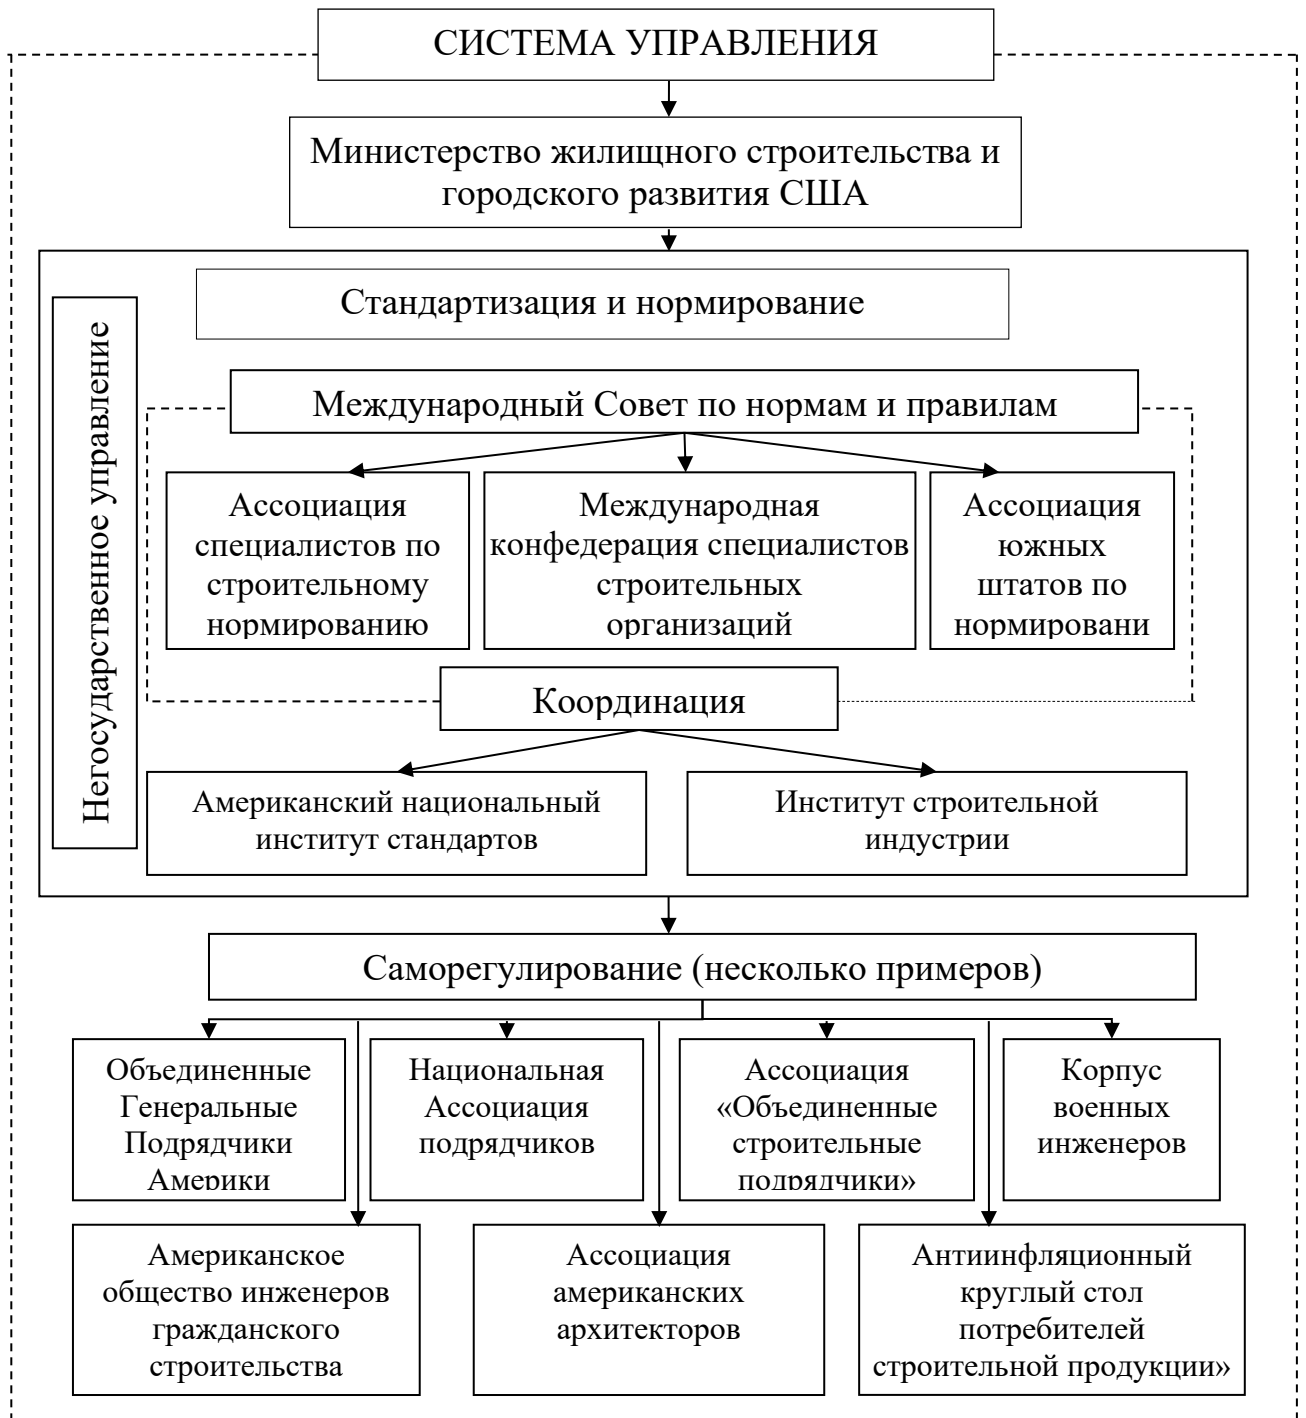 СИСТЕМА УПРАВЛЕНИЯ
Министерство жилищного строительства и
городского развития США
Негосударственное управление
Стандартизация и нормирование
Международный Совет по нормам и правилам
Ассоциация
специалистов по
строительному
нормированию
Международная
конфедерация специалистов
строительных
организаций
Ассоциация
южных
штатов по
нормировани
Координация
Американский национальный
институт стандартов
Институт строительной
индустрии
Саморегулирование (несколько примеров)
Объединенные
Генеральные
Подрядчики
Америки
Национальная
Ассоциация
подрядчиков
Ассоциация
«Объединенные
строительные
подрядчики»
Корпус
военных
инженеров
Американское
общество инженеров
гражданского
строительства
Ассоциация
американских
архитекторов
Антиинфляционный
круглый стол
потребителей
строительной продукции»